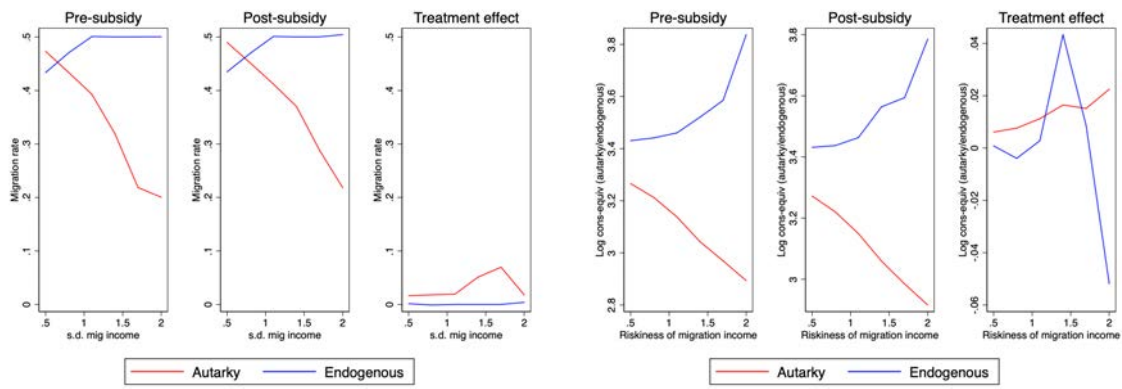 Pre-subsidy
Post-subsidy
Treatment effect
Migration rate
.5
.4
.3
.2
.1
0
.5 1 1.5 2
s.d. mig income
Migration rate
.5
.4
.3
.2
.1
0
.5 1 1.5 2
s.d. mig income
Migration rate
.5
.4
.3
.2
.1
0
.5 1 1.5 2
s.d. mig income
Autarky
Endogenous
Pre-subsidy
Post-subsidy
Treatment effect
Log cons-equiv (autarky/endogenous)
3.8
3.6
3.4
3.2
3
2.8
.5 1 1.5 2
Riskiness of migration income
Log cons-equiv (autarky/endogenous)
3.8
3.6
3.4
3.2
3
.5 1 1.5 2
Riskiness of migration income
Log cons-equiv (autarky/endogenous)
.04
.02
0
-.02
-.04
-.06
.5 1 1.5 2
Riskiness of migration income
Autarky
Endogenous